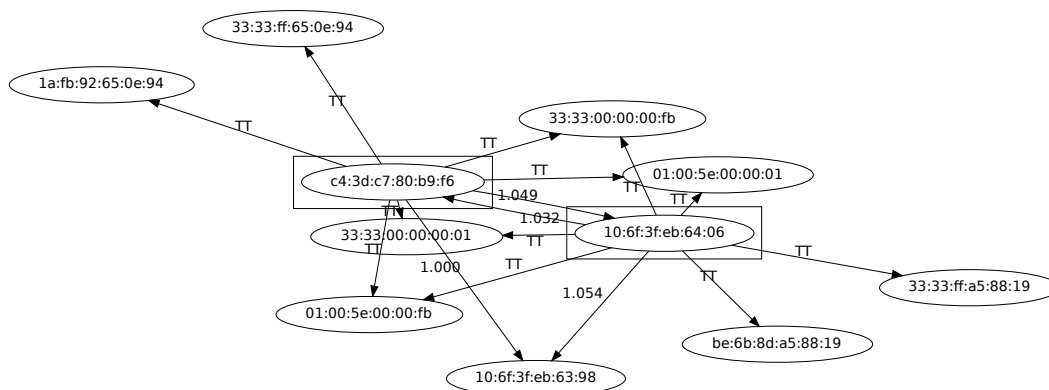 33:33:ff:65:0e:94
1a:fb:92:65:0e:94
TT
TT
33:33:00:00:00:fb
TT
TT
01:00:5e:00:00:01
c4:3d:c7:80:b9:f6
TT
1.049
TT
TT
1.032
10:6f:3f:eb:64:06
33:33:00:00:00:01
TT
TT
TT
TT
1.000
TT
33:33:ff:a5:88:19
1.054
01:00:5e:00:00:fb
be:6b:8d:a5:88:19
10:6f:3f:eb:63:98